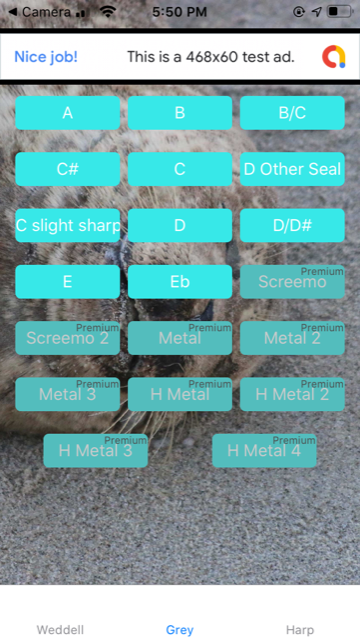 Camera 5:50 PM
Nice job! This is a 468x60 test ad.
A B B/C
C# C D Other Seal
C slight sharp D D/D#
E Eb Premium Screemo
Premium Screemo 2 Premium Metal Premium Metal 2
Premium Metal 3 Premium H Metal Premium H Metal 2
Premium H Metal 3 Premium H Metal 4
Weddell Grey Harp